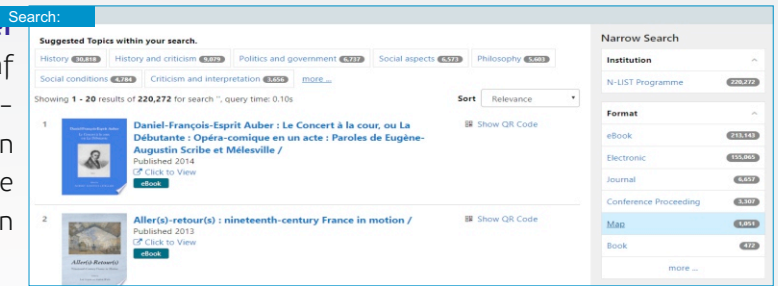 Search:
Suggested Topics within your search.
History 30,818 History and criticism 9,079 Politics and government 6,737 Social aspects 6,573 Philosophy 5,603
Social conditions 4,784 Criticism and interpretation 3,656 more ...
Showing 1 - 20 results of 220,272 for search '', query time: 0.10s
Sort Relevance
1
Daniel-François-Esprit Auber : Le Concert à la cour, ou La
Débutante : Opéra-comique en un acte : Paroles de Eugène-
Augustin Scribe et Mélesville /
Published 2014
Click to View
eBook
Show QR Code
2
Aller(s)-retour(s) : nineteenth-century France in motion /
Published 2013
Click to View
eBook
Show QR Code
Aller(s)-Retour(s)
Narrow Search
Institution
N-LIST Programme 220,272
Format
eBook 213,143
Electronic 155,065
Journal 6,657
Conference Proceeding 3,307
Map 1,051
Book 472
more ...